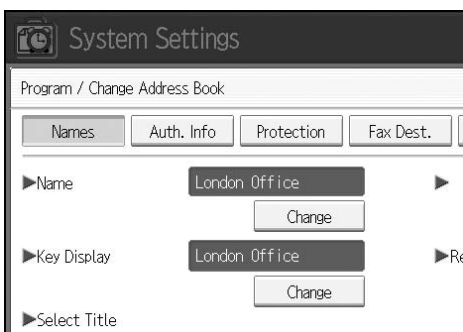 System Settings
Program / Change Address Book
Names Auth. Info Protection Fax Dest.
▶Name London Office ▶
Change
▶Key Display London Office ▶Re
Change
▶Select Title